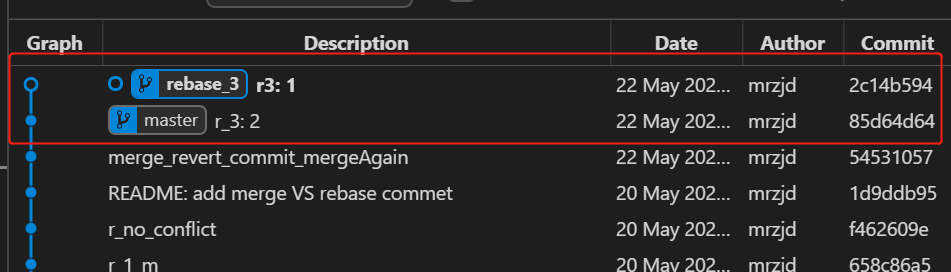 Graph Description Date Author Commit
rebase_3 r3: 1 22 May 202... mrzjd 2c14b594
master r_3: 2 22 May 202... mrzjd 85d64d64
merge_revert_commit_mergeAgain 22 May 202... mrzjd 54531057
README: add merge VS rebase commet 20 May 202... mrzjd 1d9ddb95
r_no_conflict 20 May 202... mrzjd f462609e
r_1_m 20 May 202... mrzjd 658c86a5